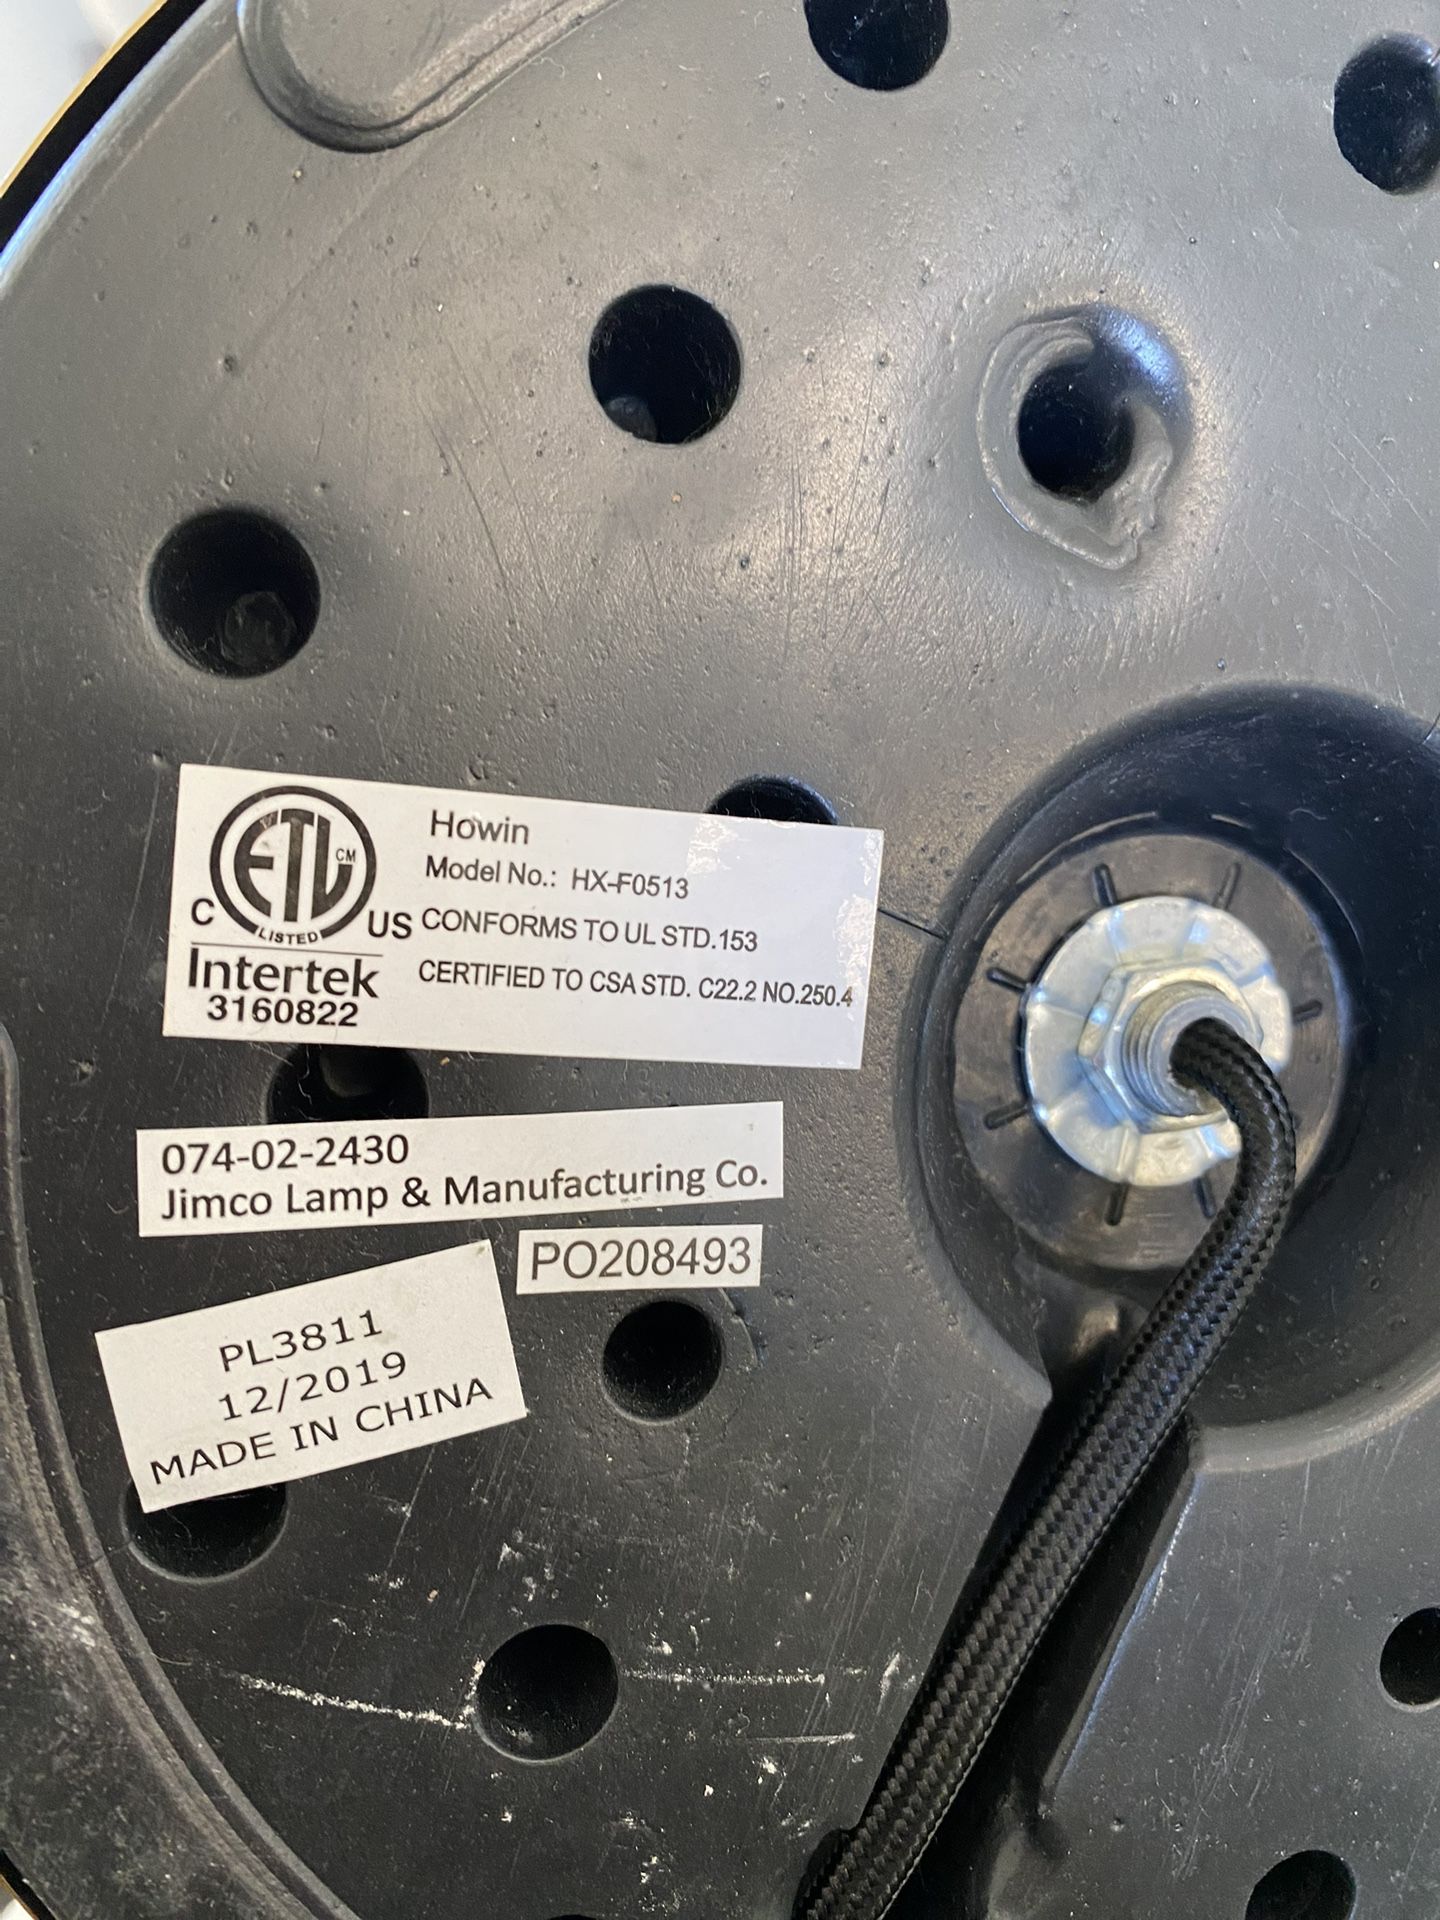 ETL CM
C US
LISTED
Intertek
3160822
Howin
Model No.: HX-F0513
CONFORMS TO UL STD.153
CERTIFIED TO CSA STD. C22.2 NO.250.4
074-02-2430
Jimco Lamp & Manufacturing Co.
PO208493
PL3811
12/2019
MADE IN CHINA